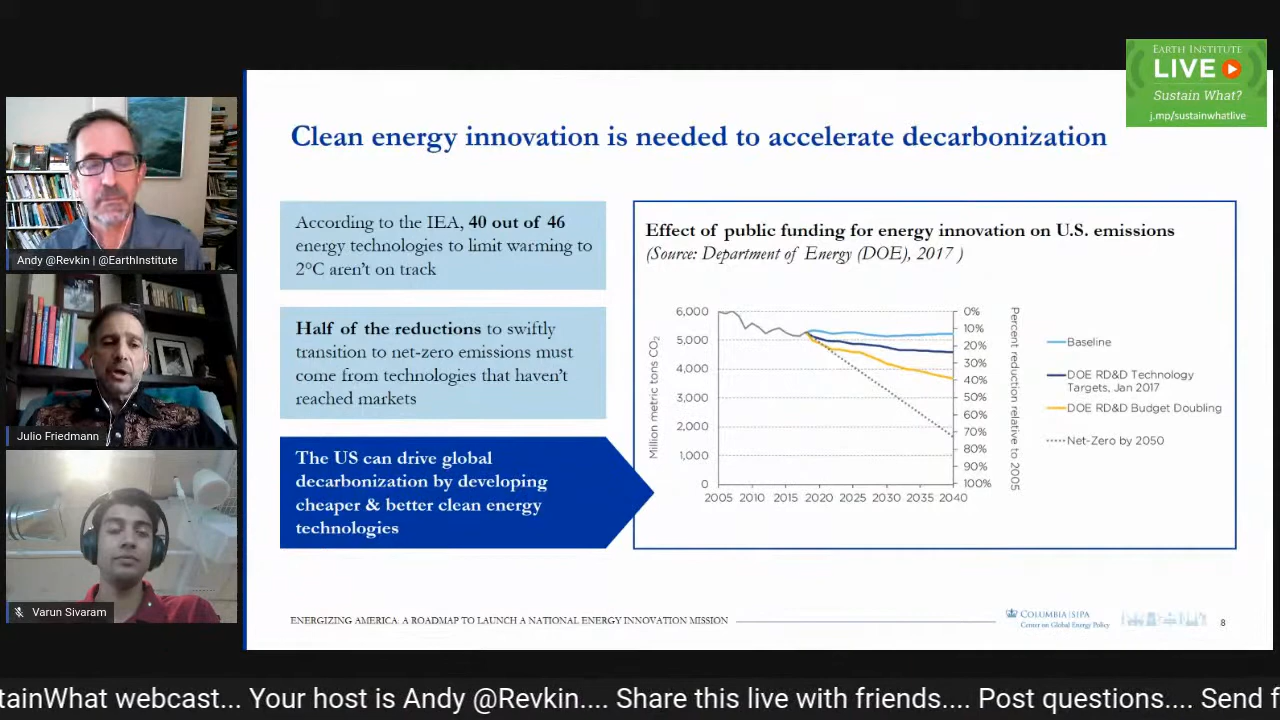 EARTH INSTITUTE
LIVE
Sustain What?
j.mp/sustainwhatlive
Andy @Revkin | @EarthInstitute
Julio Friedmann
Varun Sivaram
Clean energy innovation is needed to accelerate decarbonization
According to the IEA, 40 out of 46
energy technologies to limit warming to
2°C aren't on track
Half of the reductions to swiftly
transition to net-zero emissions must
come from technologies that haven't
reached markets
The US can drive global
decarbonization by developing
cheaper & better clean energy
technologies
Effect of public funding for energy innovation on U.S. emissions
(Source: Department of Energy (DOE), 2017 )
Million metric tons CO₂
6,000
5,000
4,000
3,000
2,000
1,000
0
2005 2010 2015 2020 2025 2030 2035 2040
0%
10%
20%
30%
40%
50%
60%
70%
80%
90%
100%
Percent reduction relative to 2005
Baseline
DOE RD&D Technology
Targets, Jan 2017
DOE RD&D Budget Doubling
Net-Zero by 2050
ENERGIZING AMERICA: A ROADMAP TO LAUNCH A NATIONAL ENERGY INNOVATION MISSION
COLUMBIA | SIPA
Center on Global Energy Policy
8
tainWhat webcast... Your host is Andy @Revkin.... Share this live with friends.... Post questions.... Send f